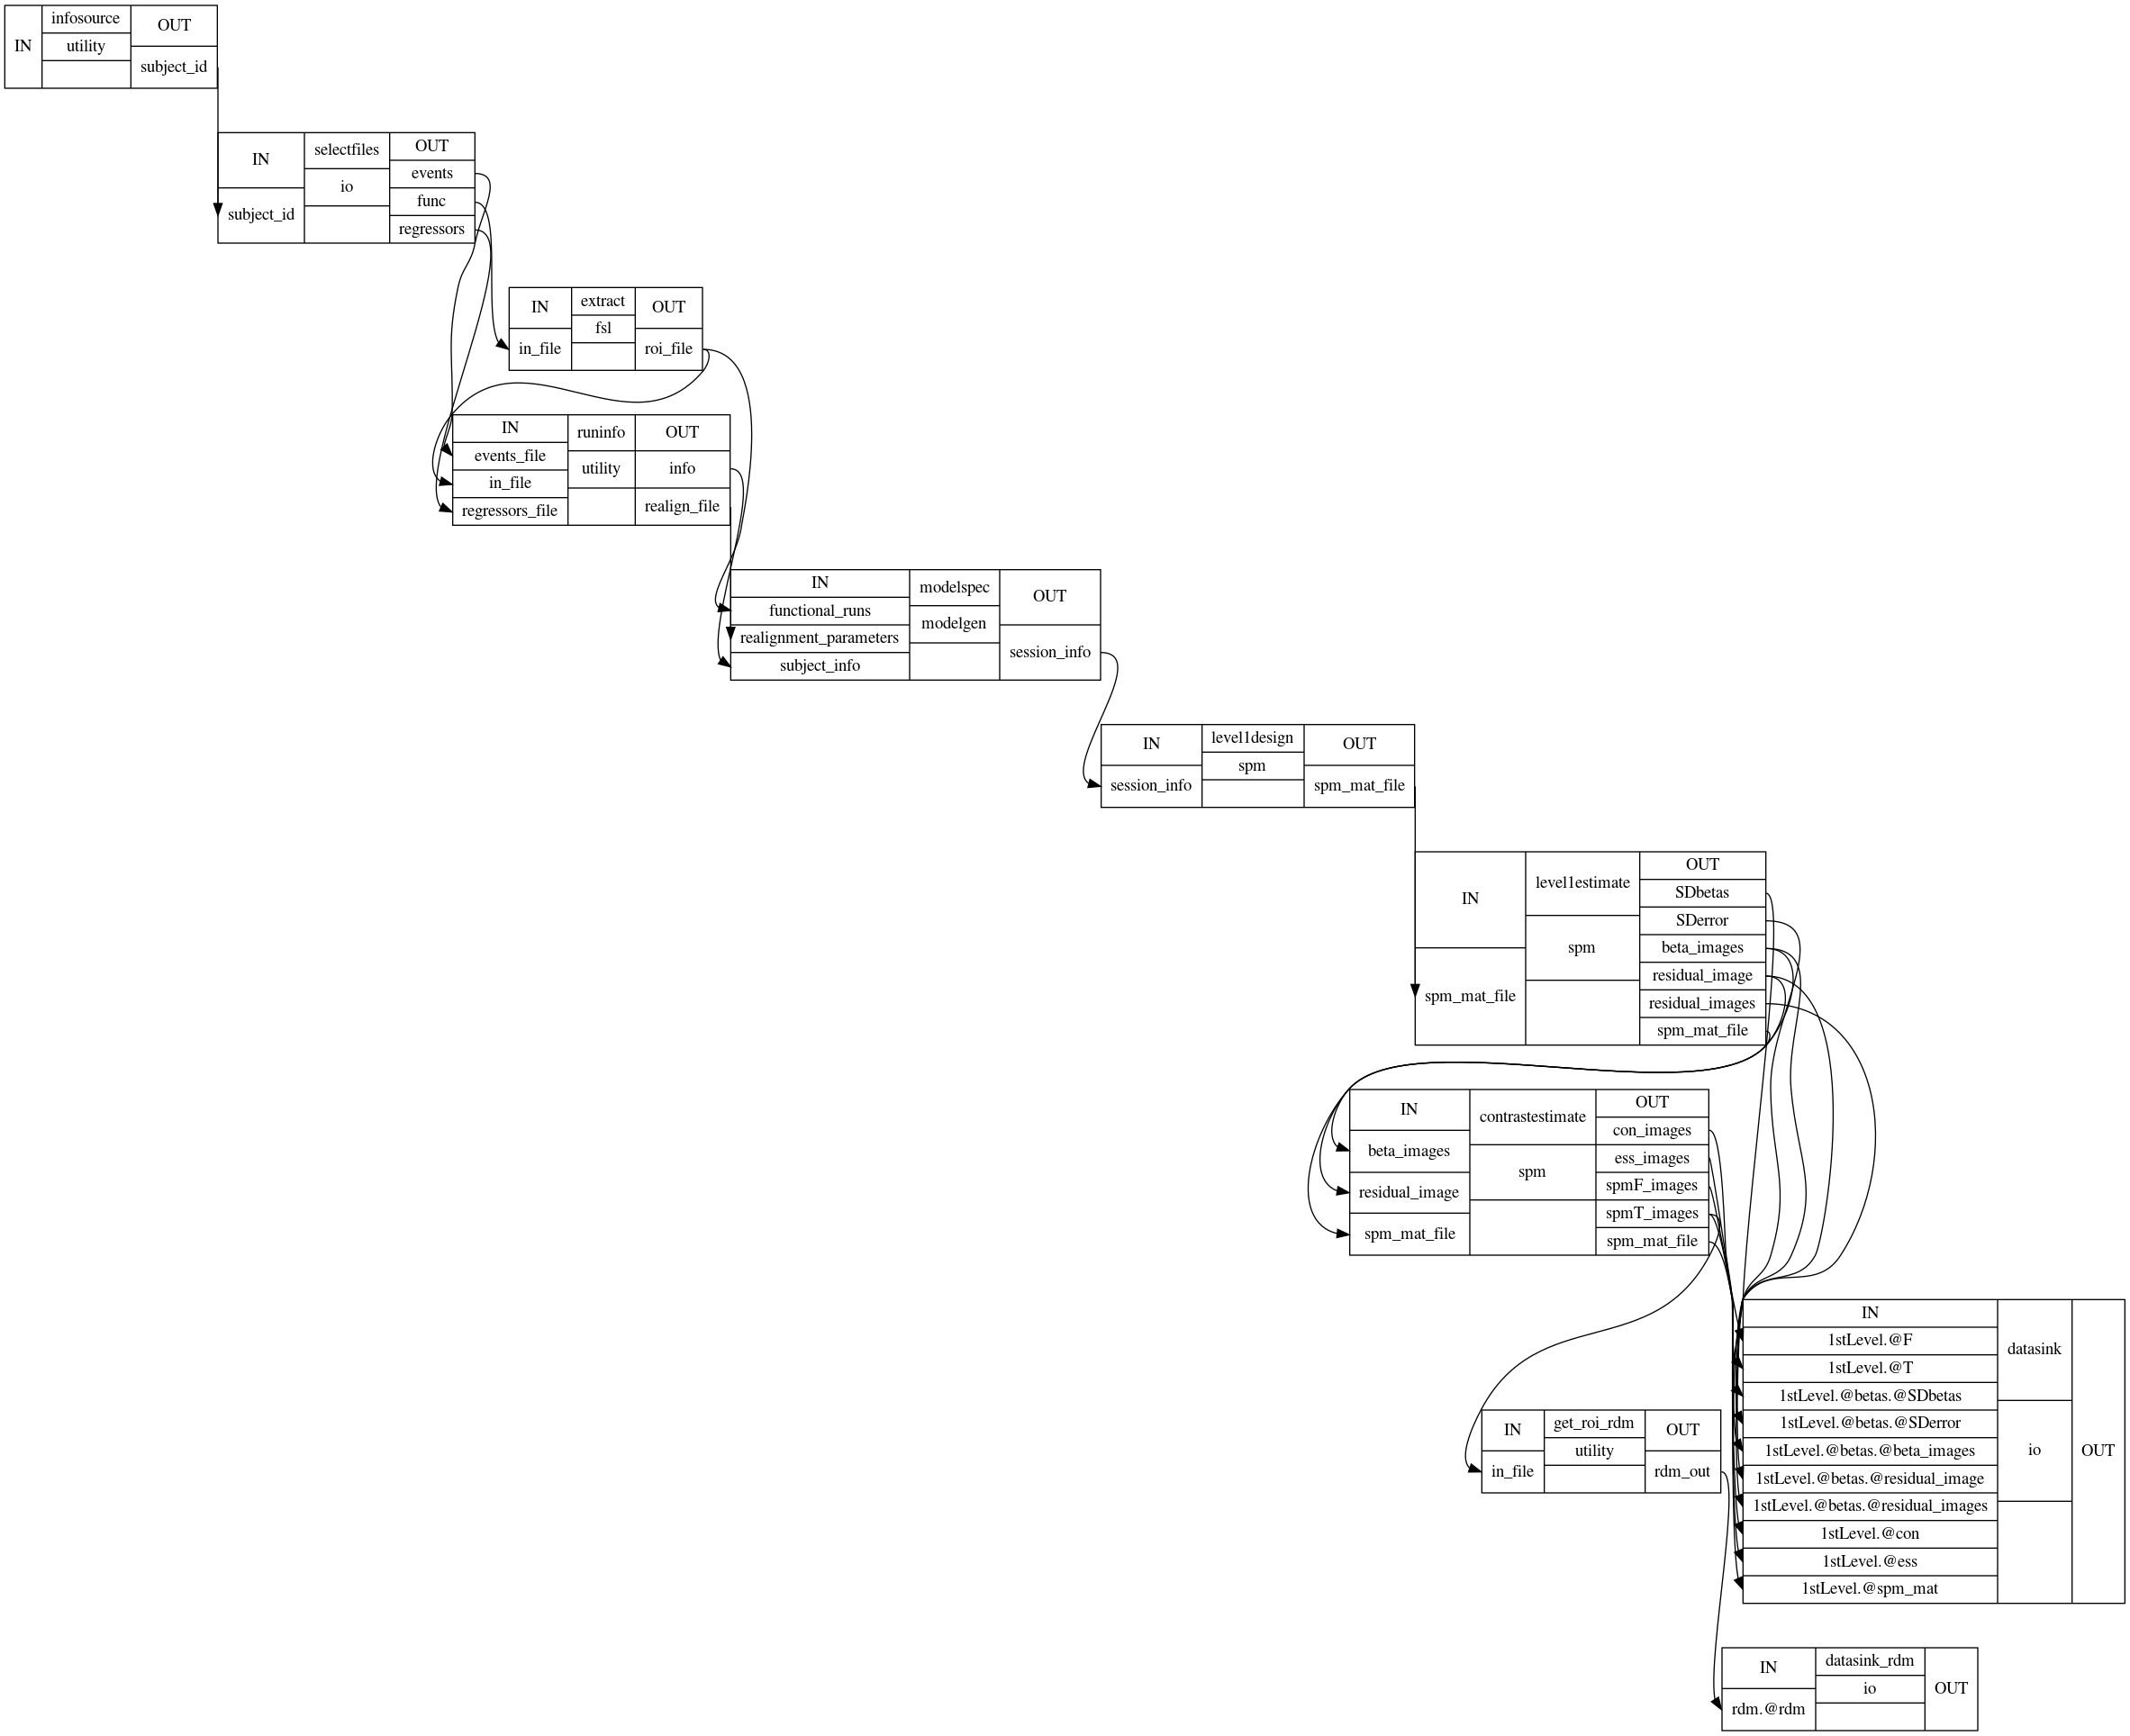 IN
infosource
utility
OUT
subject_id
IN
subject_id
selectfiles
io
OUT
events
func
regressors
IN
in_file
extract
fsl
OUT
roi_file
IN
events_file
in_file
regressors_file
runinfo
utility
OUT
info
realign_file
IN
functional_runs
realignment_parameters
subject_info
modelspec
modelgen
OUT
session_info
IN
session_info
level1design
spm
OUT
spm_mat_file
IN
spm_mat_file
level1estimate
spm
OUT
SDbetas
SDerror
beta_images
residual_image
residual_images
spm_mat_file
IN
beta_images
residual_image
spm_mat_file
contrastestimate
spm
OUT
con_images
ess_images
spmF_images
spmT_images
spm_mat_file
IN
1stLevel.@F
1stLevel.@T
1stLevel.@betas.@SDbetas
1stLevel.@betas.@SDerror
1stLevel.@betas.@beta_images
1stLevel.@betas.@residual_image
1stLevel.@betas.@residual_images
1stLevel.@con
1stLevel.@ess
1stLevel.@spm_mat
datasink
io
OUT
IN
in_file
get_roi_rdm
utility
OUT
rdm_out
IN
rdm.@rdm
datasink_rdm
io
OUT